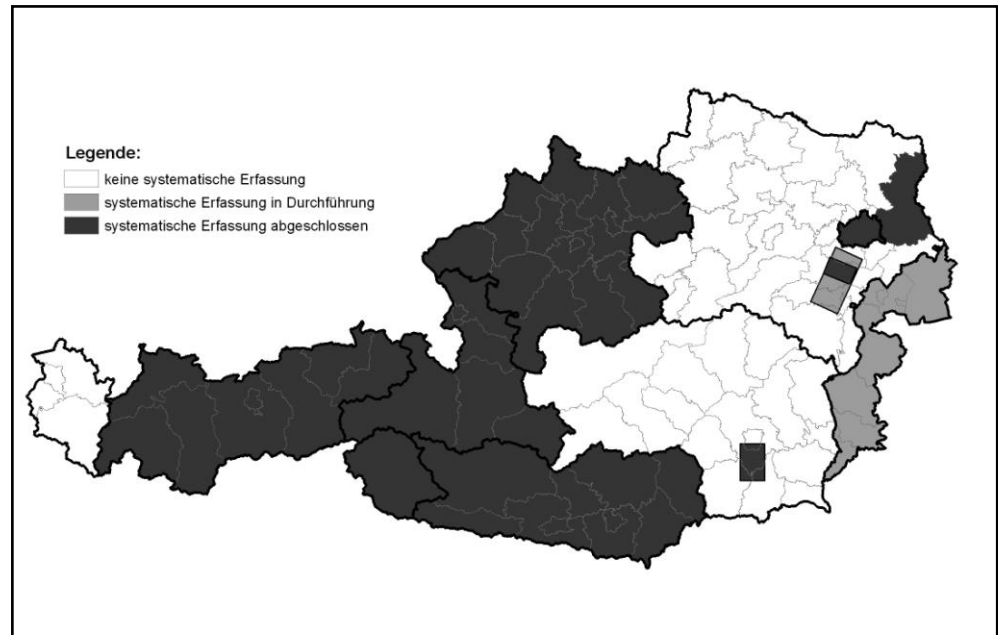 Legende:
keine systematische Erfassung
systematische Erfassung in Durchführung
systematische Erfassung abgeschlossen